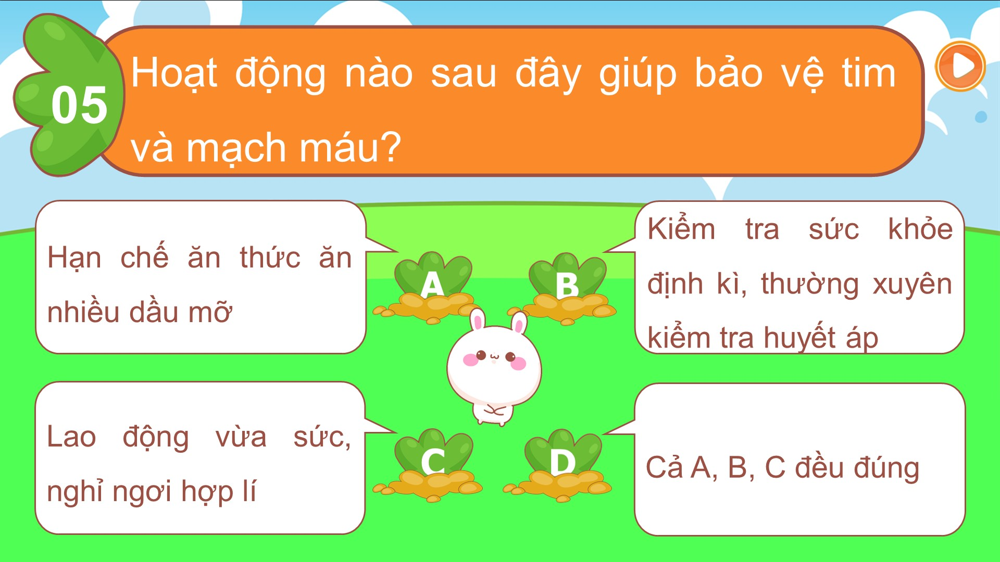 05
Hoạt động nào sau đây giúp bảo vệ tim
và mạch máu?
Hạn chế ăn thức ăn
nhiều dầu mỡ
A
B
Kiểm tra sức khỏe
định kì, thường xuyên
kiểm tra huyết áp
Lao động vừa sức,
nghỉ ngơi hợp lí
C
D
Cả A, B, C đều đúng